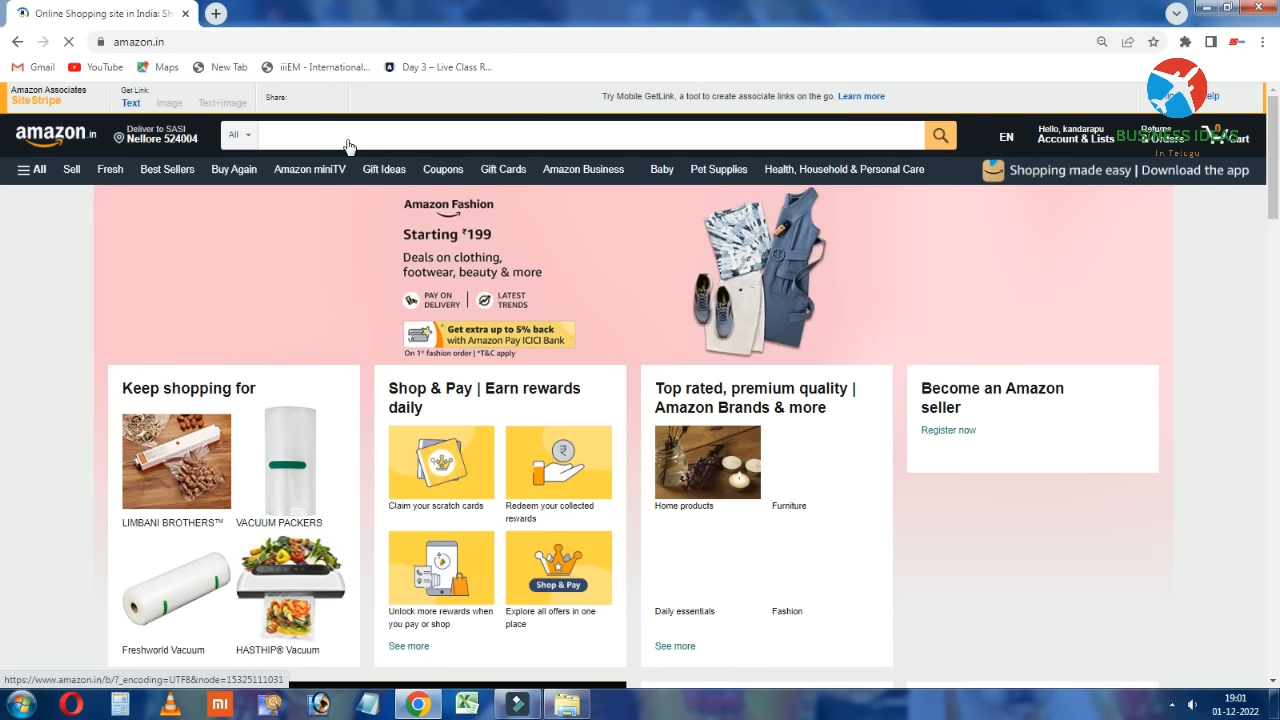 Online Shopping site in India: Sh
amazon.in
Gmail
YouTube
Maps
New Tab
iiiEM - International...
Day 3 – Live Class R...
Amazon Associates
SiteStripe
Get Link:
Text
Image
Text+Image
Share:
Try Mobile GetLink, a tool to create associate links on the go. Learn more
amazon.in
Deliver to SASI
Nellore 524004
All
EN
Hello, kandarapu
Account & Lists
Returns
& Orders
0
Cart
BUSINESS IDEAS
In Telugu
All
Sell
Fresh
Best Sellers
Buy Again
Amazon miniTV
Gift Ideas
Coupons
Gift Cards
Amazon Business
Baby
Pet Supplies
Health, Household & Personal Care
Shopping made easy | Download the app
Amazon Fashion
Starting ₹199
Deals on clothing,
footwear, beauty & more
PAY ON
DELIVERY
LATEST
TRENDS
Get extra up to 5% back
with Amazon Pay ICICI Bank
On 1st fashion order | *T&C apply
Keep shopping for
LIMBANI BROTHERS™
VACUUM PACKERS
Freshworld Vacuum
HASTHIP® Vacuum
Shop & Pay | Earn rewards
daily
Claim your scratch cards
Redeem your collected
rewards
Shop & Pay
Unlock more rewards when
you pay or shop
Explore all offers in one
place
See more
Top rated, premium quality |
Amazon Brands & more
Home products
Furniture
Daily essentials
Fashion
See more
Become an Amazon
seller
Register now
https://www.amazon.in/b/?_encoding=UTF8&node=15325111031
19:01
01-12-2022